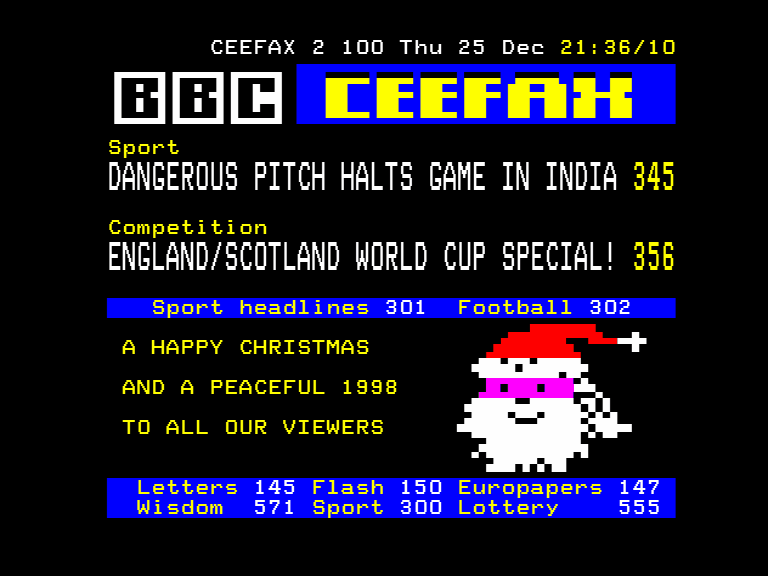 CEEFAX 2 100 Thu 25 Dec 21:36/10
BBC CEEFAX
Sport
DANGEROUS PITCH HALTS GAME IN INDIA 345
Competition
ENGLAND/SCOTLAND WORLD CUP SPECIAL! 356
Sport headlines 301 Football 302
A HAPPY CHRISTMAS
AND A PEACEFUL 1998
TO ALL OUR VIEWERS
Letters 145 Flash 150 Europapers 147
Wisdom 571 Sport 300 Lottery 555